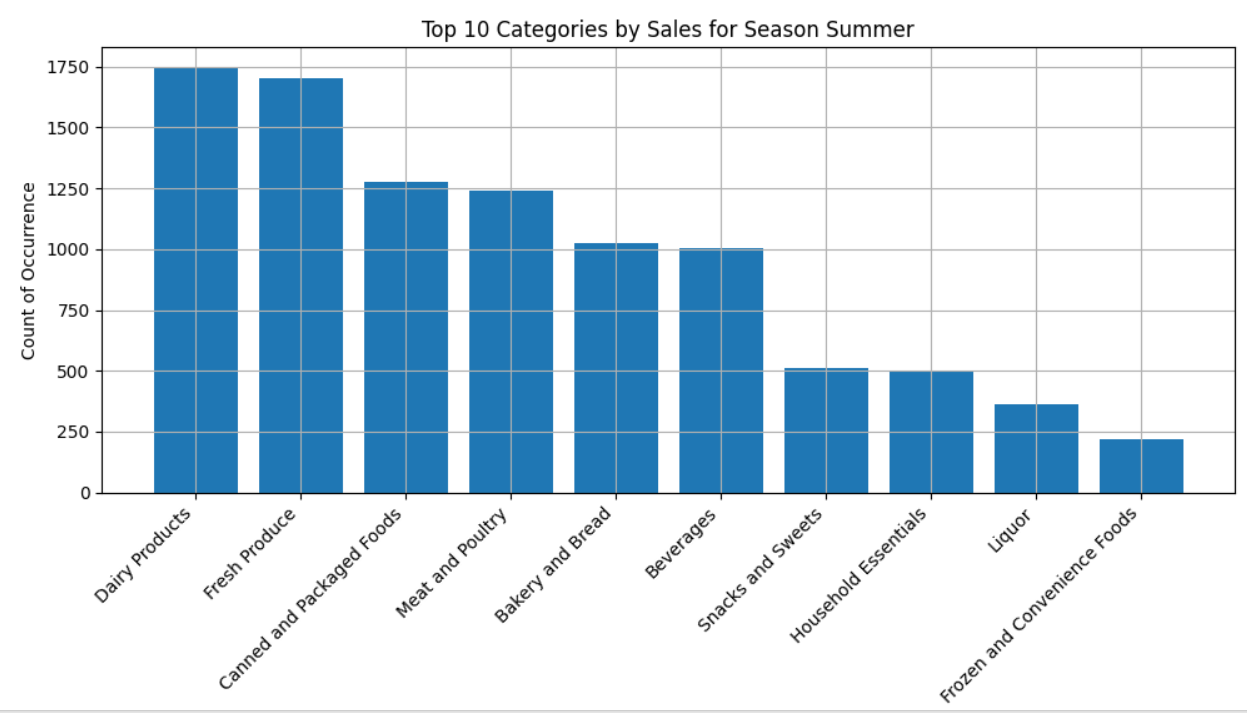 Top 10 Categories by Sales for Season Summer
Count of Occurrence
1750
1500
1250
1000
750
500
250
0
Dairy Products
Fresh Produce
Canned and Packaged Foods
Meat and Poultry
Bakery and Bread
Beverages
Snacks and Sweets
Household Essentials
Liquor
Frozen and Convenience Foods